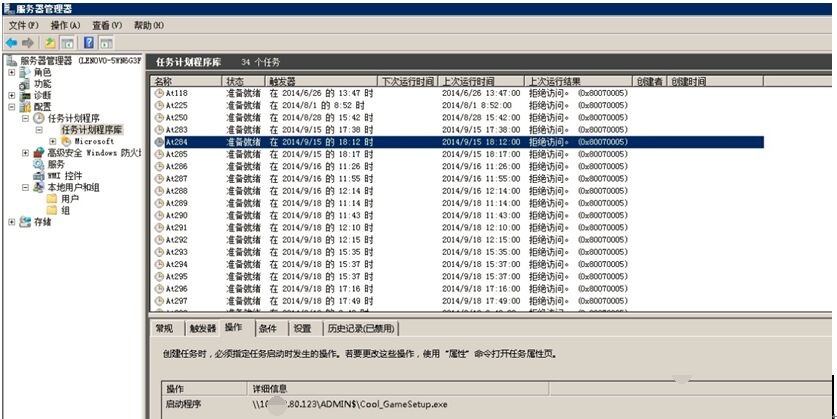 服务器管理器
文件(F) 操作(A) 查看(V) 帮助(H)
服务器管理器 (LENOVO-5WN6G3P
角色
功能
诊断
配置
任务计划程序
任务计划程序库
Microsoft
高级安全 Windows 防火墙
服务
WMI 控件
本地用户和组
用户
组
存储
任务计划程序库 34 个任务
名称 状态 触发器 下次运行时间 上次运行时间 上次运行结果 创建者 创建时间
At118 准备就绪 在 2014/6/26 的 13:47 时 2014/6/26 13:47:00 拒绝访问。 (0x80070005)
At225 准备就绪 在 2014/8/1 的 8:52 时 2014/8/1 8:52:00 拒绝访问。 (0x80070005)
At250 准备就绪 在 2014/8/28 的 15:42 时 2014/8/28 15:42:00 拒绝访问。 (0x80070005)
At283 准备就绪 在 2014/9/15 的 17:38 时 2014/9/15 17:38:00 拒绝访问。 (0x80070005)
At284 准备就绪 在 2014/9/15 的 18:12 时 2014/9/15 18:12:00 拒绝访问。 (0x80070005)
At285 准备就绪 在 2014/9/15 的 18:17 时 2014/9/15 18:17:00 拒绝访问。 (0x80070005)
At286 准备就绪 在 2014/9/16 的 11:26 时 2014/9/16 11:26:00 拒绝访问。 (0x80070005)
At287 准备就绪 在 2014/9/16 的 11:55 时 2014/9/16 11:55:00 拒绝访问。 (0x80070005)
At288 准备就绪 在 2014/9/16 的 12:14 时 2014/9/16 12:14:00 拒绝访问。 (0x80070005)
At289 准备就绪 在 2014/9/18 的 11:14 时 2014/9/18 11:14:00 拒绝访问。 (0x80070005)
At290 准备就绪 在 2014/9/18 的 11:43 时 2014/9/18 11:43:00 拒绝访问。 (0x80070005)
At291 准备就绪 在 2014/9/18 的 12:10 时 2014/9/18 12:10:00 拒绝访问。 (0x80070005)
At292 准备就绪 在 2014/9/18 的 12:15 时 2014/9/18 12:15:00 拒绝访问。 (0x80070005)
At293 准备就绪 在 2014/9/18 的 15:35 时 2014/9/18 15:35:00 拒绝访问。 (0x80070005)
At294 准备就绪 在 2014/9/18 的 15:37 时 2014/9/18 15:37:00 拒绝访问。 (0x80070005)
At295 准备就绪 在 2014/9/18 的 15:37 时 2014/9/18 15:37:00 拒绝访问。 (0x80070005)
At296 准备就绪 在 2014/9/18 的 17:16 时 2014/9/18 17:16:00 拒绝访问。 (0x80070005)
At297 准备就绪 在 2014/9/18 的 17:49 时 2014/9/18 17:49:00 拒绝访问。 (0x80070005)
常规 触发器 操作 条件 设置 历史记录(已禁用)
创建任务时，必须指定任务启动时发生的操作。若要更改这些操作，使用“属性”命令打开任务属性页。
操作 详细信息
启动程序 \\10 .80.123\ADMIN$\Cool_GameSetup.exe